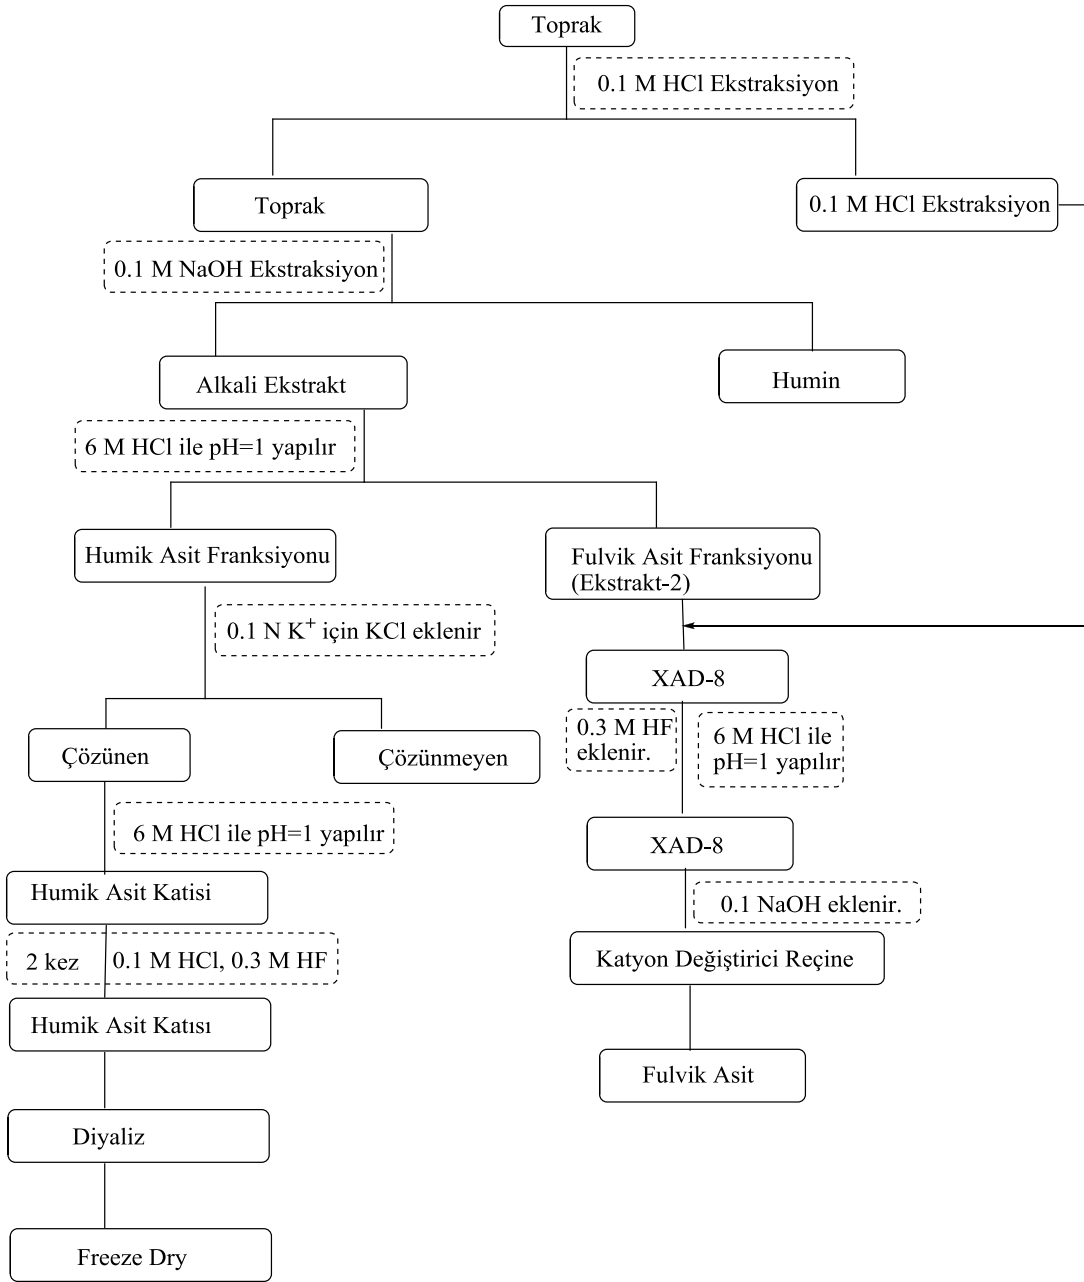 Toprak
0.1 M HCl Ekstraksiyon
Toprak
0.1 M HCl Ekstraksiyon
0.1 M NaOH Ekstraksiyon
Alkali Ekstrakt
Humin
6 M HCl ile pH=1 yapılır
Humik Asit Franksiyonu
Fulvik Asit Franksiyonu
(Ekstrakt-2)
0.1 N K+ için KCl eklenir
XAD-8
0.3 M HF
eklenir.
6 M HCl ile
pH=1 yapılır
Çözünen
Çözünmeyen
6 M HCl ile pH=1 yapılır
XAD-8
Humik Asit Katisi
0.1 NaOH eklenir.
2 kez
0.1 M HCl, 0.3 M HF
Katyon Değiştirici Reçine
Humik Asit Katısı
Fulvik Asit
Diyaliz
Freeze Dry